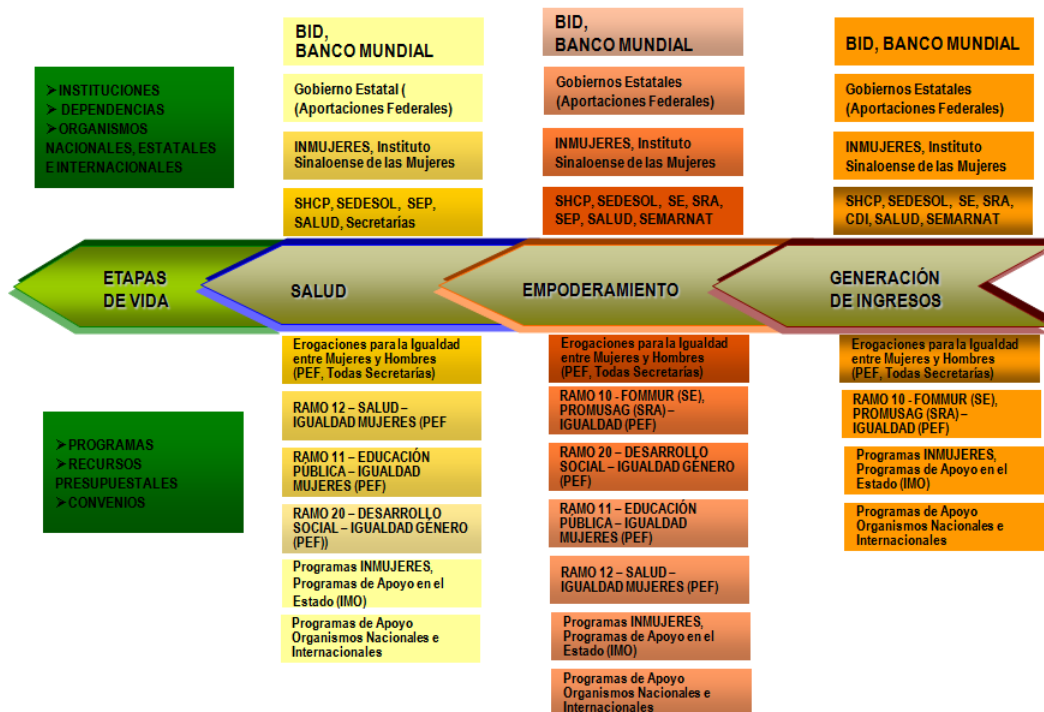 ➢INSTITUCIONES
➢ DEPENDENCIAS
➢ORGANISMOS
NACIONALES, ESTATALES
E INTERNACIONALES
BID,
BANCO MUNDIAL
Gobierno Estatal (
(Aportaciones Federales)
INMUJERES, Instituto
Sinaloense de las Mujeres
SHCP, SEDESOL, SEP,
SALUD, Secretarías
BID,
BANCO MUNDIAL
Gobiernos Estatales
(Aportaciones Federales)
INMUJERES, Instituto
Sinaloense de las Mujeres
SHCP, SEDESOL, SE, SRA,
SEP, SALUD, SEMARNAT
BID, BANCO MUNDIAL
Gobiernos Estatales
(Aportaciones Federales)
INMUJERES, Instituto
Sinaloense de las Mujeres
SHCP, SEDESOL, SE, SRA,
CDI, SALUD, SEMARNAT
ETAPAS
DE VIDA
SALUD
EMPODERAMIENTO
GENERACIÓN
DE INGRESOS
➢PROGRAMAS
➢RECURSOS
PRESUPUESTALES
➢CONVENIOS
Erogaciones para la Igualdad
entre Mujeres y Hombres
(PEF, Todas Secretarías)
RAMO 12 – SALUD –
IGUALDAD MUJERES (PEF
RAMO 11 – EDUCACIÓN
PÚBLICA – IGUALDAD
MUJERES (PEF)
RAMO 20 – DESARROLLO
SOCIAL – IGUALDAD GÉNERO
(PEF))
Programas INMUJERES,
Programas de Apoyo en el
Estado (IMO)
Programas de Apoyo
Organismos Nacionales e
Internacionales
Erogaciones para la Igualdad
entre Mujeres y Hombres
(PEF, Todas Secretarías)
RAMO 10 - FOMMUR (SE),
PROMUSAG (SRA) –
IGUALDAD (PEF)
RAMO 20 – DESARROLLO
SOCIAL – IGUALDAD GÉNERO
(PEF)
RAMO 11 – EDUCACIÓN
PÚBLICA – IGUALDAD
MUJERES (PEF)
RAMO 12 – SALUD –
IGUALDAD MUJERES (PEF)
Programas INMUJERES,
Programas de Apoyo en el
Estado (IMO)
Programas de Apoyo
Organismos Nacionales e
Internacionales
Erogaciones para la Igualdad
entre Mujeres y Hombres
(PEF, Todas Secretarías)
RAMO 10 - FOMMUR (SE),
PROMUSAG (SRA) –
IGUALDAD (PEF)
Programas INMUJERES,
Programas de Apoyo en el
Estado (IMO)
Programas de Apoyo
Organismos Nacionales e
Internacionales